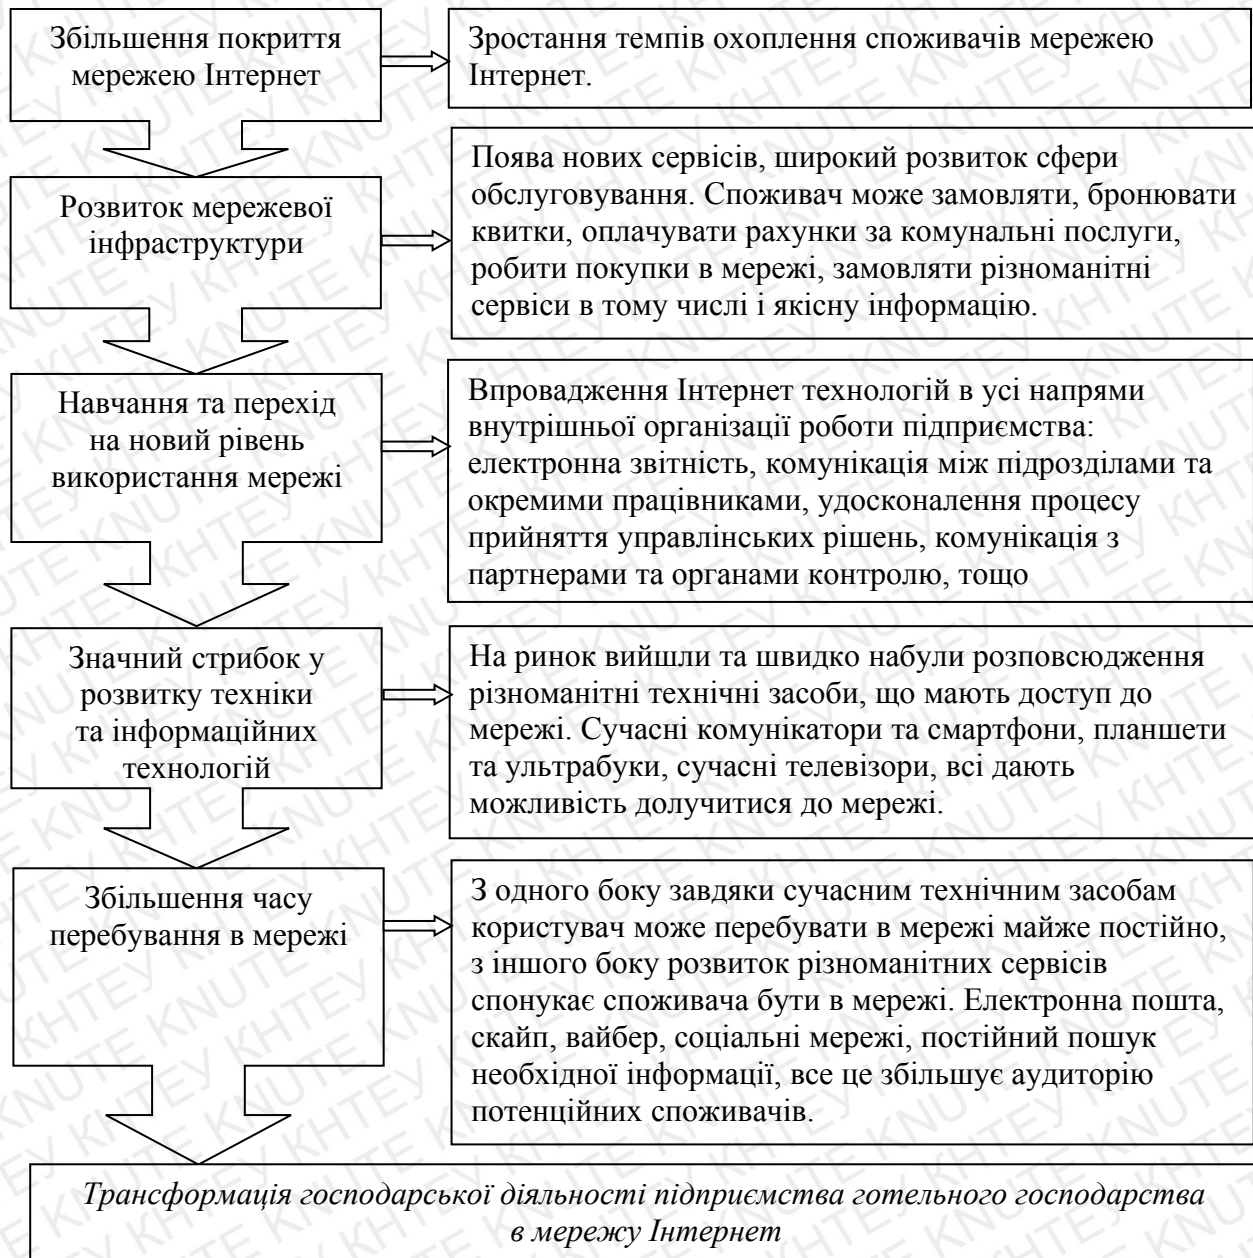 Збільшення покриття
мережею Інтернет
Зростання темпів охоплення споживачів мережею
Інтернет.
Розвиток мережевої
інфраструктури
Поява нових сервісів, широкий розвиток сфери
обслуговування. Споживач може замовляти, бронювати
квитки, оплачувати рахунки за комунальні послуги,
робити покупки в мережі, замовляти різноманітні
сервіси в тому числі і якісну інформацію.
Навчання та перехід
на новий рівень
використання мережі
Впровадження Інтернет технологій в усі напрями
внутрішньої організації роботи підприємства:
електронна звітність, комунікація між підрозділами та
окремими працівниками, удосконалення процесу
прийняття управлінських рішень, комунікація з
партнерами та органами контролю, тощо
Значний стрибок у
розвитку техніки
та інформаційних
технологій
На ринок вийшли та швидко набули розповсюдження
різноманітні технічні засоби, що мають доступ до
мережі. Сучасні комунікатори та смартфони, планшети
та ультрабуки, сучасні телевізори, всі дають
можливість долучитися до мережі.
Збільшення часу
перебування в мережі
З одного боку завдяки сучасним технічним засобам
користувач може перебувати в мережі майже постійно,
з іншого боку розвиток різноманітних сервісів
спонукає споживача бути в мережі. Електронна пошта,
скайп, вайбер, соціальні мережі, постійний пошук
необхідної інформації, все це збільшує аудиторію
потенційних споживачів.
Трансформація господарської діяльності підприємства готельного господарства
в мережу Інтернет